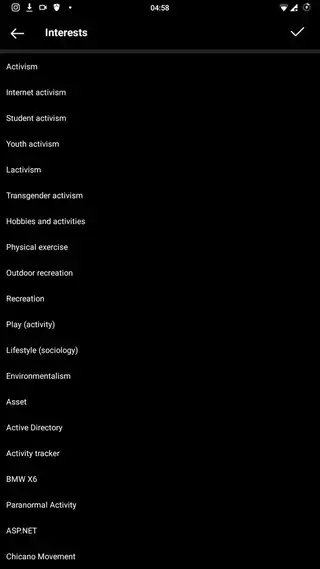 04:58
Interests
Activism
Internet activism
Student activism
Youth activism
Lactivism
Transgender activism
Hobbies and activities
Physical exercise
Outdoor recreation
Recreation
Play (activity)
Lifestyle (sociology)
Environmentalism
Asset
Active Directory
Activity tracker
BMW X6
Paranormal Activity
ASP.NET
Chicano Movement